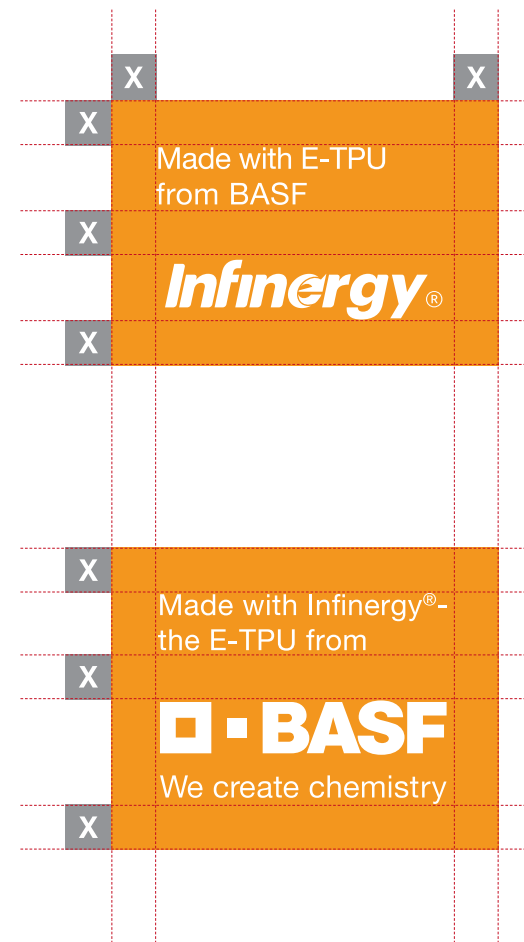 X X
X
Made with E-TPU
from BASF
X
Infinergy®
X
X
Made with Infinergy®-
the E-TPU from
X
BASF
We create chemistry
X